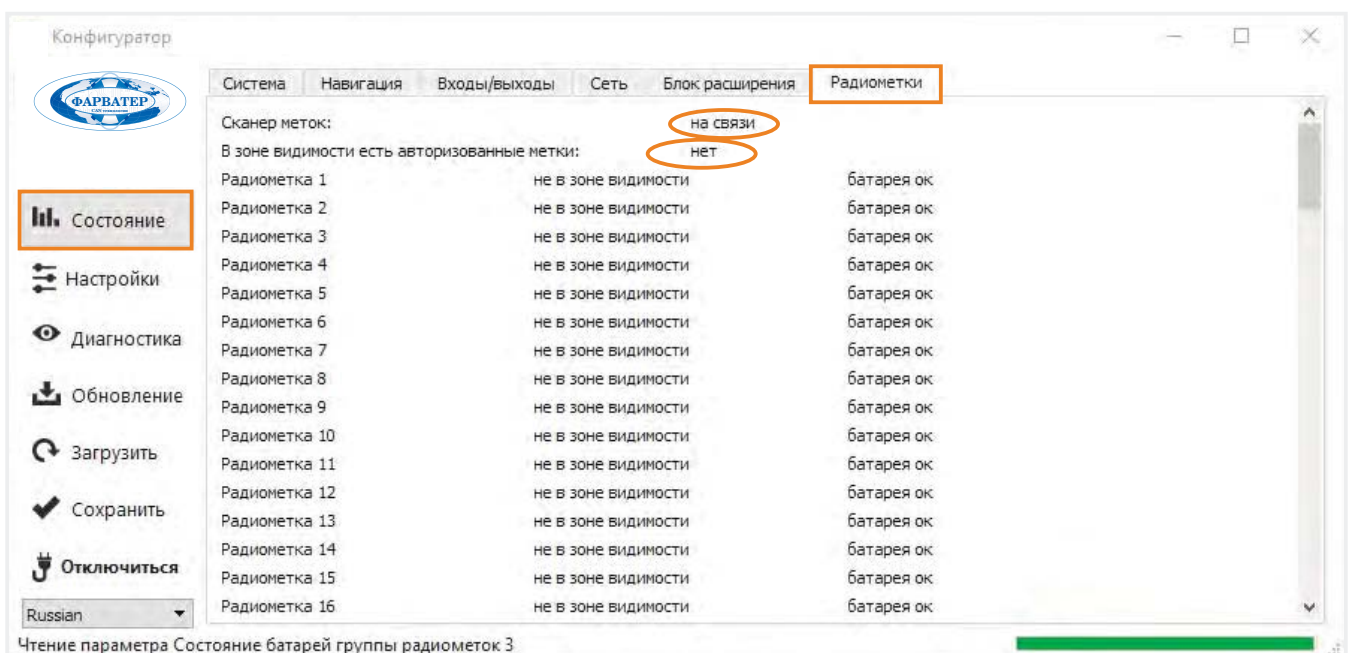 Конфигуратор
ФАРВАТЕР
Система Навигация Входы/выходы Сеть Блок расширения Радиометки
Сканер меток: на связи
В зоне видимости есть авторизованные метки: нет
Радиометка 1 не в зоне видимости батарея ок
Радиометка 2 не в зоне видимости батарея ок
Радиометка 3 не в зоне видимости батарея ок
Радиометка 4 не в зоне видимости батарея ок
Радиометка 5 не в зоне видимости батарея ок
Радиометка 6 не в зоне видимости батарея ок
Радиометка 7 не в зоне видимости батарея ок
Радиометка 8 не в зоне видимости батарея ок
Радиометка 9 не в зоне видимости батарея ок
Радиометка 10 не в зоне видимости батарея ок
Радиометка 11 не в зоне видимости батарея ок
Радиометка 12 не в зоне видимости батарея ок
Радиометка 13 не в зоне видимости батарея ок
Радиометка 14 не в зоне видимости батарея ок
Радиометка 15 не в зоне видимости батарея ок
Радиометка 16 не в зоне видимости батарея ок
Состояние
Настройки
Диагностика
Обновление
Загрузить
Сохранить
Отключиться
Russian
Чтение параметра Состояние батарей группы радиометок 3